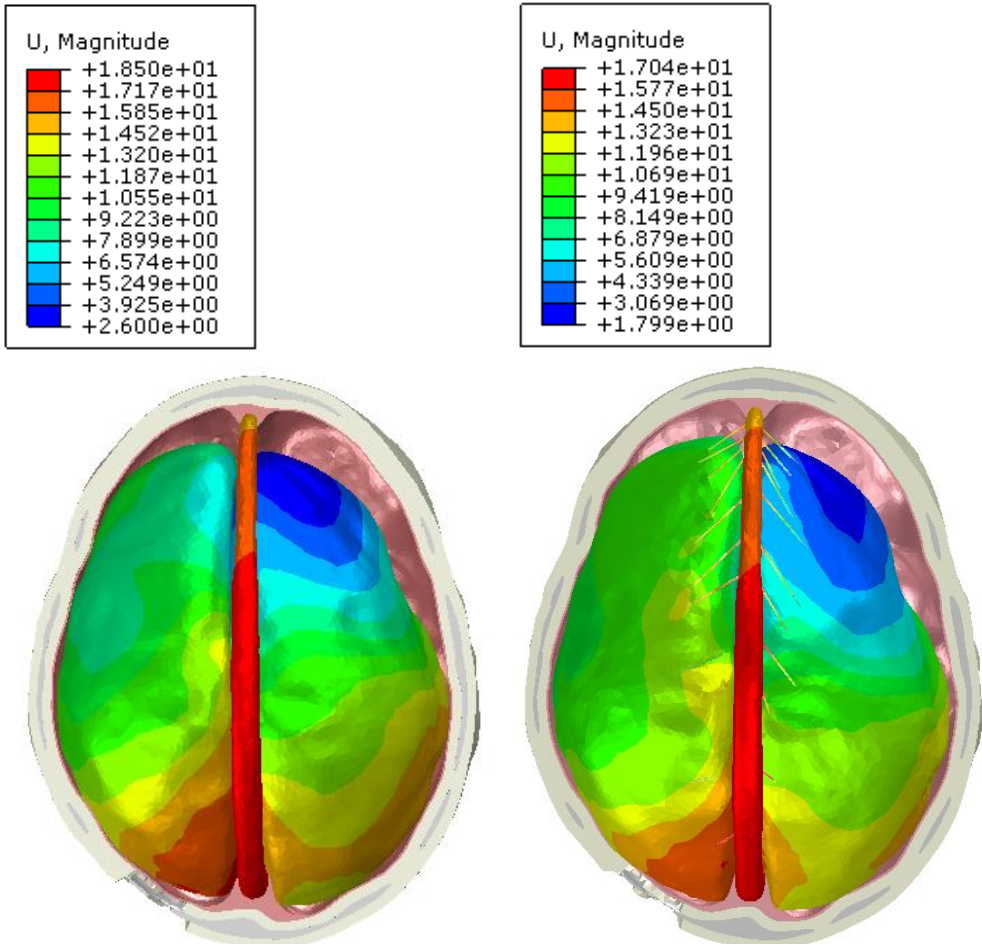 U, Magnitude
+1.850e+01
+1.717e+01
+1.585e+01
+1.452e+01
+1.320e+01
+1.187e+01
+1.055e+01
+9.223e+00
+7.899e+00
+6.574e+00
+5.249e+00
+3.925e+00
+2.600e+00
U, Magnitude
+1.704e+01
+1.577e+01
+1.450e+01
+1.323e+01
+1.196e+01
+1.069e+01
+9.419e+00
+8.149e+00
+6.879e+00
+5.609e+00
+4.339e+00
+3.069e+00
+1.799e+00